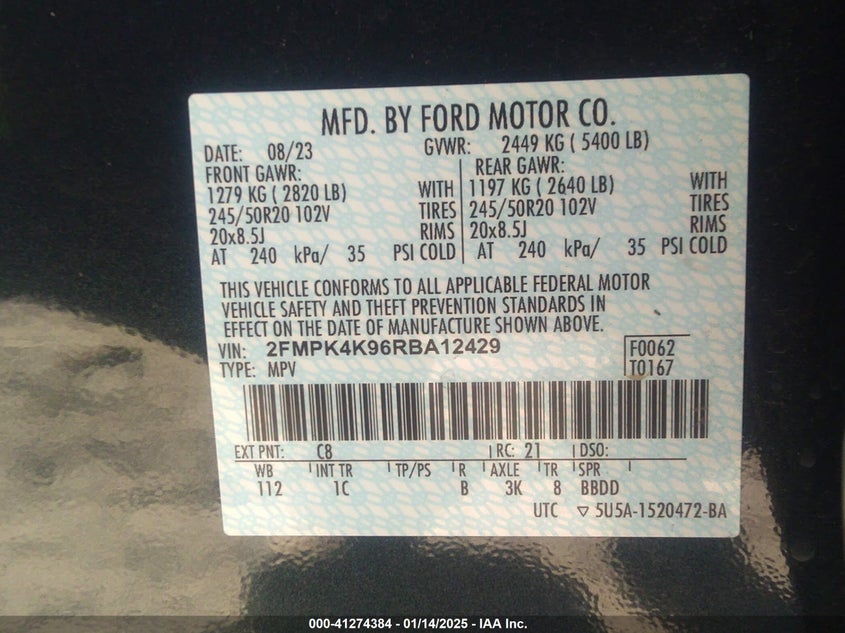 MFD. BY FORD MOTOR CO.
DATE: 08/23 GVWR: 2449 KG ( 5400 LB)
FRONT GAWR: REAR GAWR:
1279 KG ( 2820 LB) WITH 1197 KG ( 2640 LB) WITH
245/50R20 102V TIRES 245/50R20 102V TIRES
20x8.5J RIMS 20x8.5J RIMS
AT 240 kPa/ 35 PSI COLD AT 240 kPa/ 35 PSI COLD
THIS VEHICLE CONFORMS TO ALL APPLICABLE FEDERAL MOTOR
VEHICLE SAFETY AND THEFT PREVENTION STANDARDS IN
EFFECT ON THE DATE OF MANUFACTURE SHOWN ABOVE.
VIN: 2FMPK4K96RBA12429 F0062
TYPE: MPV T0167
EXT PNT: C8 RC: 21 DSO:
WB INT TR TP/PS R AXLE TR SPR
112 1C B 3K 8 BBDD
UTC ▽ 5U5A-1520472-BA
000-41274384 - 01/14/2025 - IAA Inc.